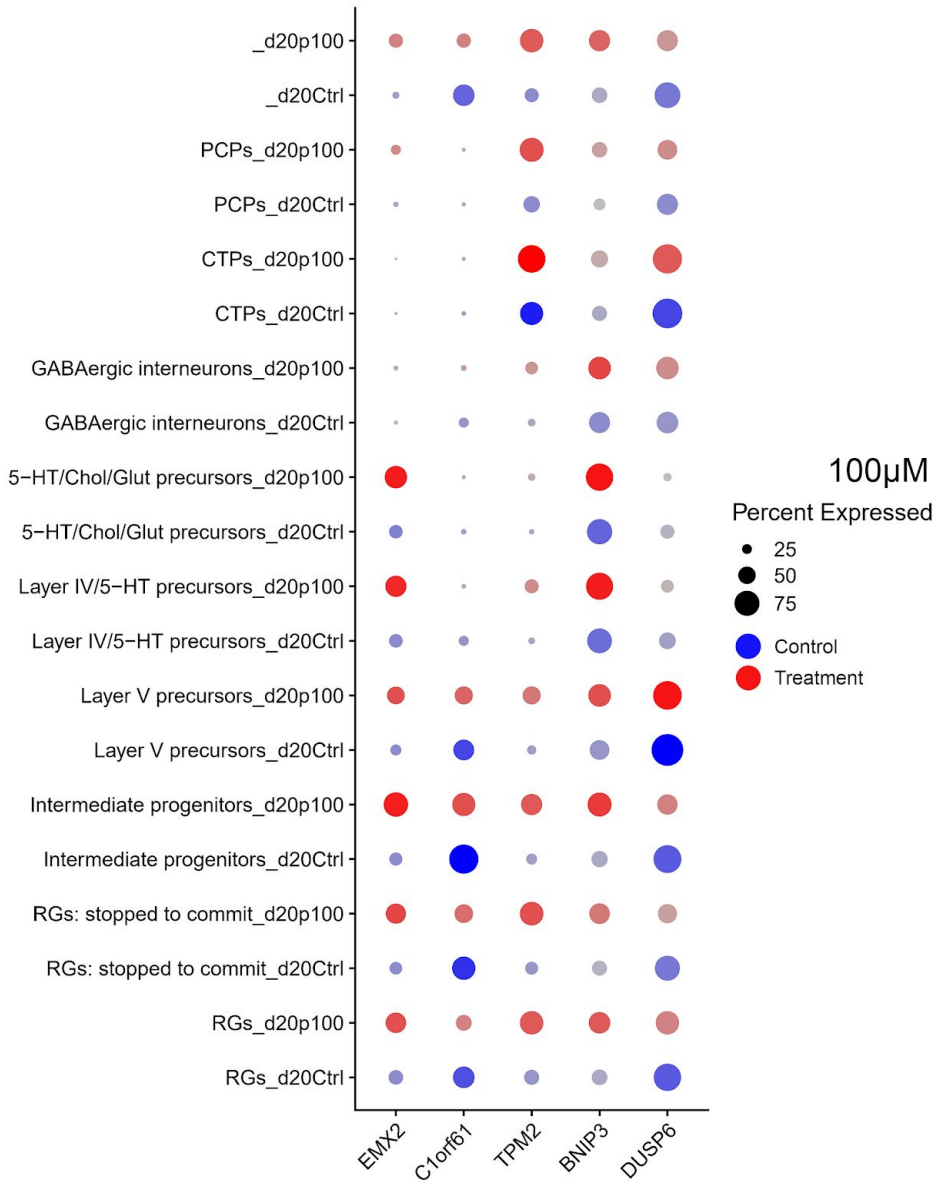 _d20p100
_d20Ctrl
PCPs_d20p100
PCPs_d20Ctrl
CTPs_d20p100
CTPs_d20Ctrl
GABAergic interneurons_d20p100
GABAergic interneurons_d20Ctrl
5−HT/Chol/Glut precursors_d20p100
5−HT/Chol/Glut precursors_d20Ctrl
Layer IV/5−HT precursors_d20p100
Layer IV/5−HT precursors_d20Ctrl
Layer V precursors_d20p100
Layer V precursors_d20Ctrl
Intermediate progenitors_d20p100
Intermediate progenitors_d20Ctrl
RGs: stopped to commit_d20p100
RGs: stopped to commit_d20Ctrl
RGs_d20p100
RGs_d20Ctrl
EMX2
C1orf61
TPM2
BNIP3
DUSP6
100μM
Percent Expressed
25
50
75
Control
Treatment